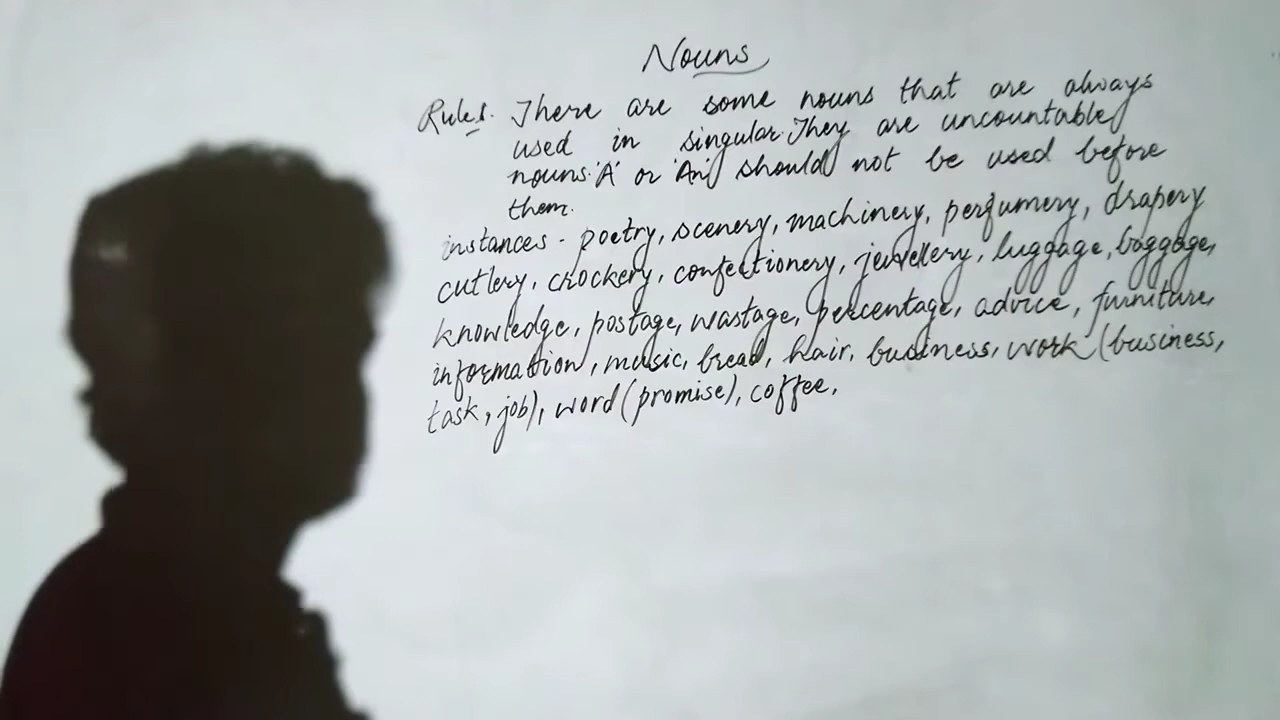 Nouns
Rules. There are some nouns that are always
used in singular. They are uncountable
nouns. 'A' or 'An' should not be used before
them.
instances - poetry, scenery, machinery, perfumery, drapery
cutlery, crockery, confectionery, jewellery, luggage, baggage,
knowledge, postage, wastage, percentage, advice, furniture,
information, music, bread, hair, business, work (business,
task, job), word (promise), coffee,